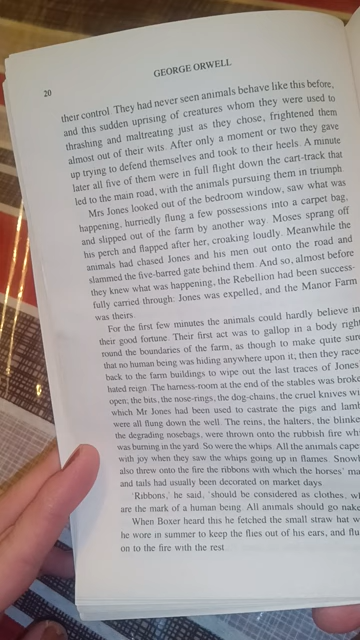 20
GEORGE ORWELL
their control. They had never seen animals behave like this before,
and this sudden uprising of creatures whom they were used to
thrashing and maltreating just as they chose, frightened them
almost out of their wits. After only a moment or two they gave
up trying to defend themselves and took to their heels. A minute
later all five of them were in full flight down the cart-track that
led to the main road, with the animals pursuing them in triumph.
Mrs Jones looked out of the bedroom window, saw what was
happening, hurriedly flung a few possessions into a carpet bag,
and slipped out of the farm by another way. Moses sprang off
his perch and flapped after her, croaking loudly. Meanwhile the
animals had chased Jones and his men out onto the road and
slammed the five-barred gate behind them. And so, almost before
they knew what was happening, the Rebellion had been success-
fully carried through: Jones was expelled, and the Manor Farm
was theirs.
For the first few minutes the animals could hardly believe in
their good fortune. Their first act was to gallop in a body right
round the boundaries of the farm, as though to make quite sure
that no human being was hiding anywhere upon it; then they race
back to the farm buildings to wipe out the last traces of Jones
hated reign. The harness-room at the end of the stables was broke
open; the bits, the nose-rings, the dog-chains, the cruel knives wi
which Mr Jones had been used to castrate the pigs and lamb
were all flung down the well. The reins, the halters, the blinke
the degrading nosebags, were thrown onto the rubbish fire wh
was burning in the yard. So were the whips. All the animals cape
with joy when they saw the whips going up in flames. Snowl
also threw onto the fire the ribbons with which the horses' ma
and tails had usually been decorated on market days.
'Ribbons,' he said, 'should be considered as clothes, wh
are the mark of a human being. All animals should go nake
When Boxer heard this he fetched the small straw hat w
he wore in summer to keep the flies out of his ears, and flu
on to the fire with the rest.